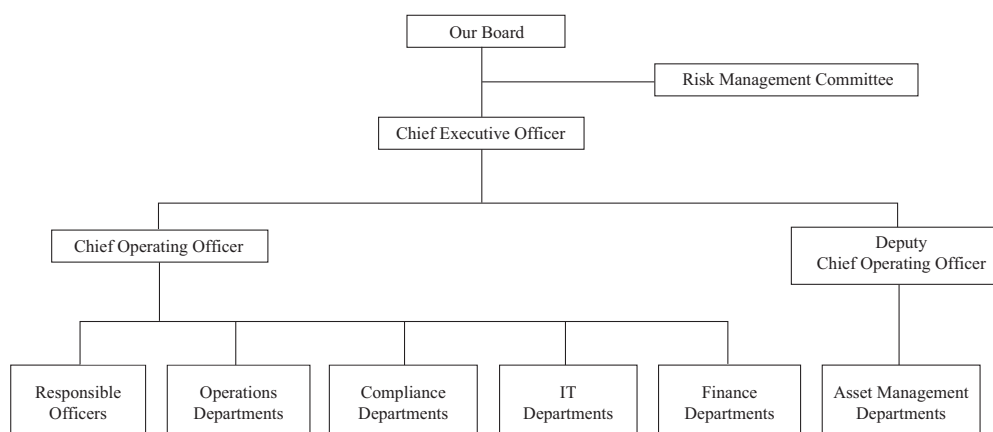 Our Board
Risk Management Committee
Chief Executive Officer
Chief Operating Officer
Deputy
Chief Operating Officer
Responsible
Officers
Operations
Departments
Compliance
Departments
IT
Departments
Finance
Departments
Asset Management
Departments